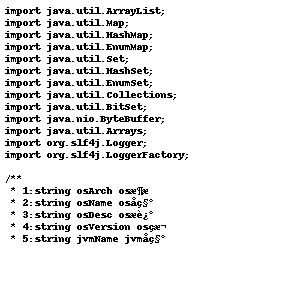 import java.util.ArrayList;
import java.util.Map;
import java.util.HashMap;
import java.util.EnumMap;
import java.util.Set;
import java.util.HashSet;
import java.util.EnumSet;
import java.util.Collections;
import java.util.BitSet;
import java.nio.ByteBuffer;
import java.util.Arrays;
import org.slf4j.Logger;
import org.slf4j.LoggerFactory;

/**
 * 1:string osArch osæ¶æ
 * 2:string osName osåç§°
 * 3:string osDesc osæè¿°
 * 4:string osVersion osçæ¬
 * 5:string jvmName jvmåç§°